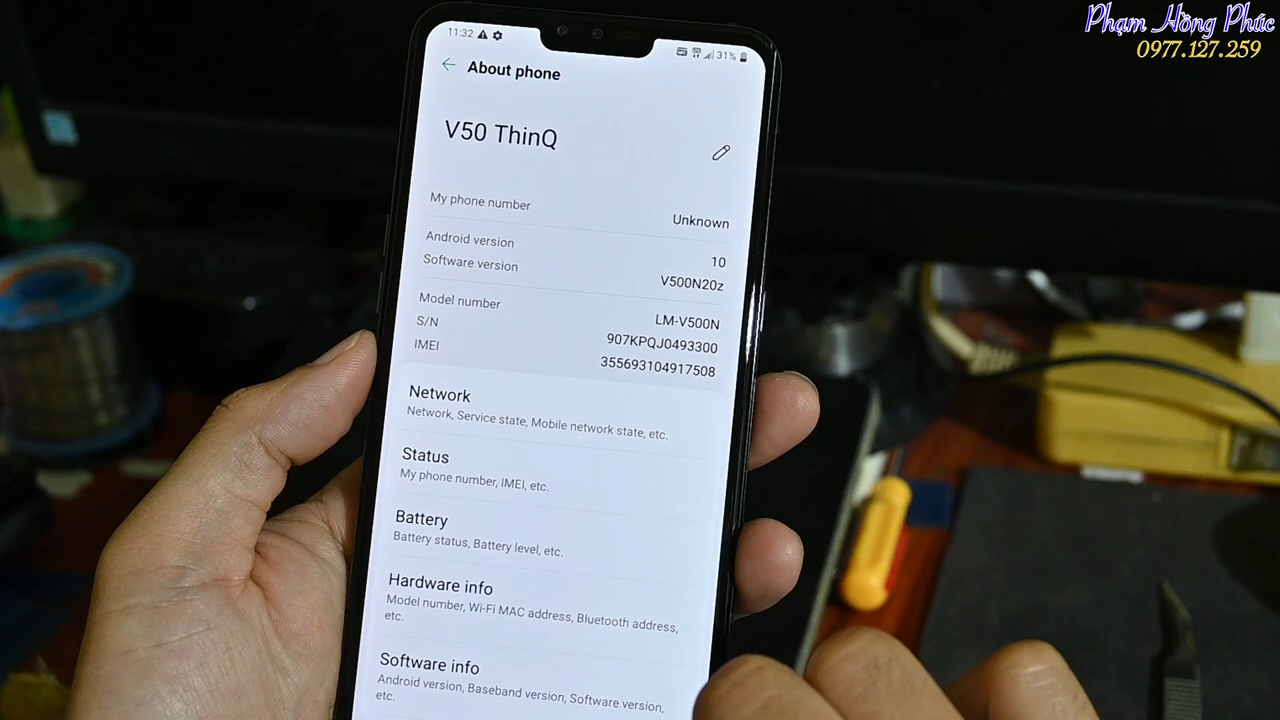 Phạm Hồng Phúc
0977.127.259
11:32 31%
About phone
V50 ThinQ
My phone number Unknown
Android version 10
Software version V500N20z
Model number LM-V500N
S/N 907KPQJ0493300
IMEI 355693104917508
Network
Network, Service state, Mobile network state, etc.
Status
My phone number, IMEI, etc.
Battery
Battery status, Battery level, etc.
Hardware info
Model number, Wi-Fi MAC address, Bluetooth address,
etc.
Software info
Android version, Baseband version, Software version,
etc.